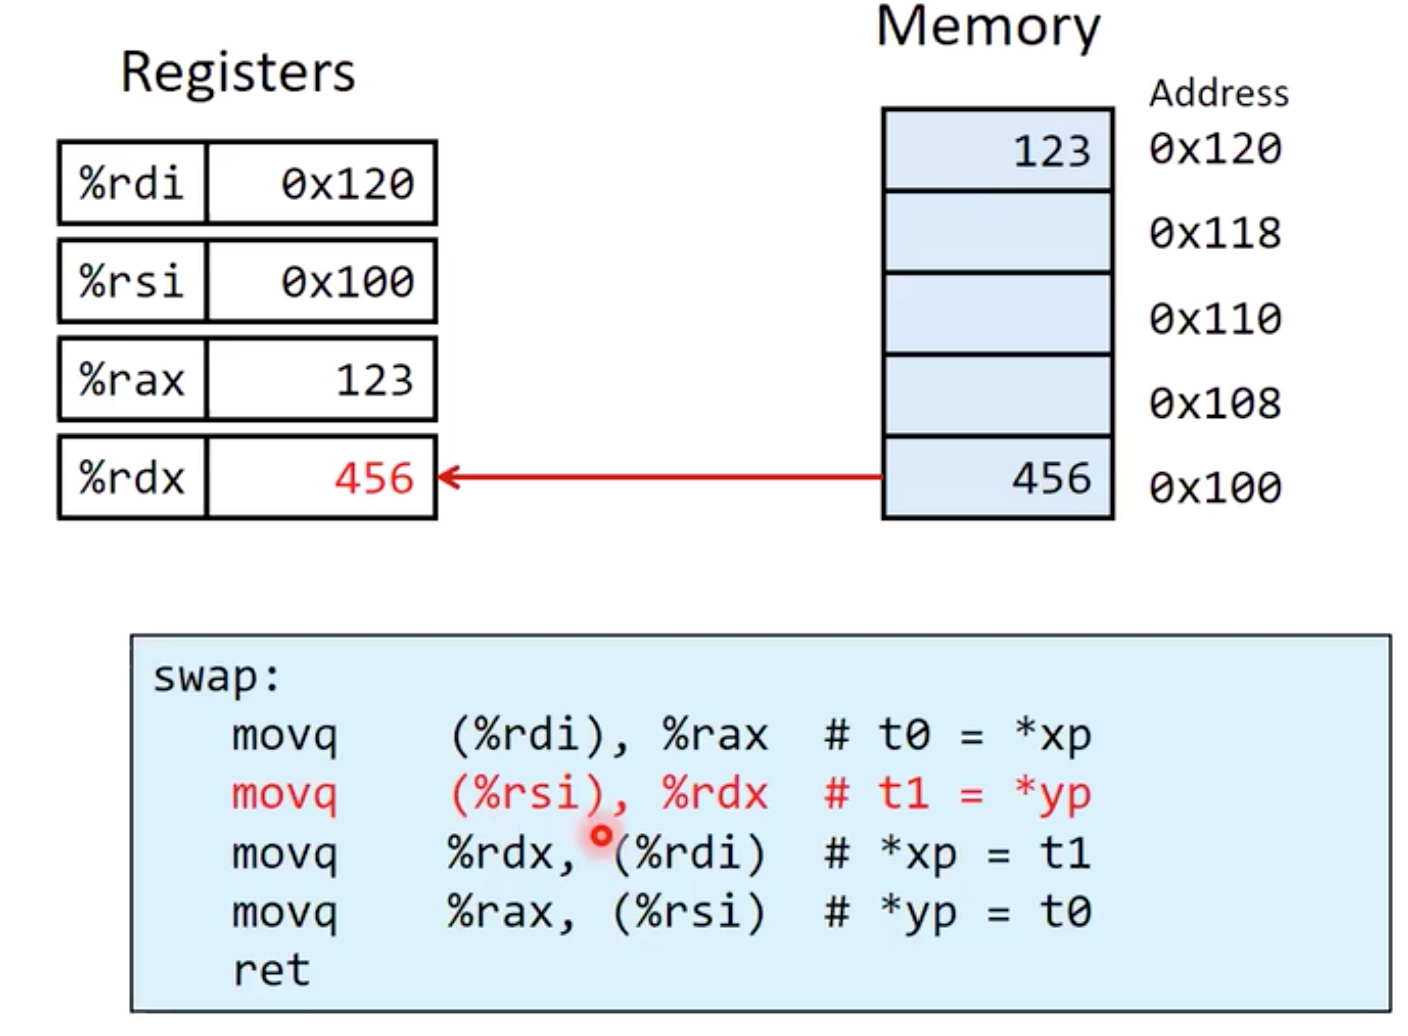 Registers
%rdi 0x120
%rsi 0x100
%rax 123
%rdx 456
Memory
Address
123 0x120
0x118
0x110
0x108
456 0x100
swap:
movq (%rdi), %rax # t0 = *xp
movq (%rsi), %rdx # t1 = *yp
movq %rdx, (%rdi) # *xp = t1
movq %rax, (%rsi) # *yp = t0
ret